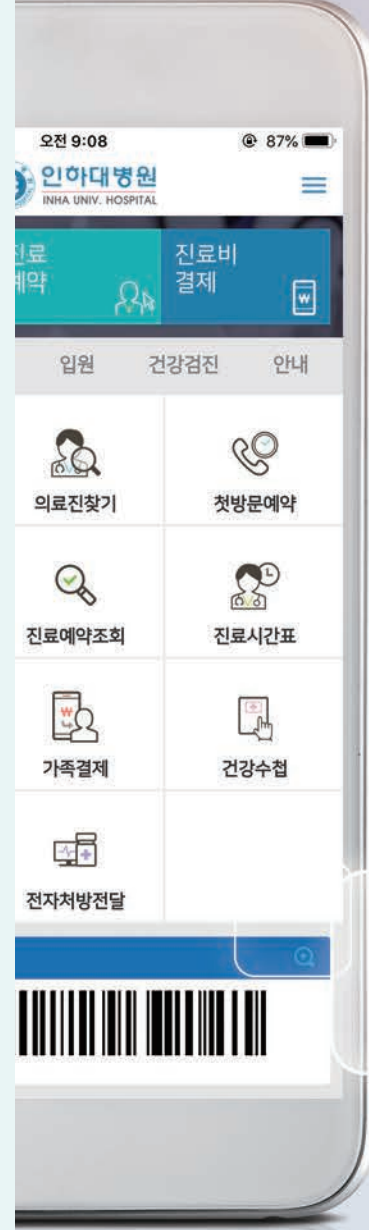 오전 9:08 87%
인하대병원
INHA UNIV. HOSPITAL
진료 진료비
예약 결제
입원 건강검진 안내
의료진찾기 첫방문예약
진료예약조회 진료시간표
가족결제 건강수첩
전자처방전달